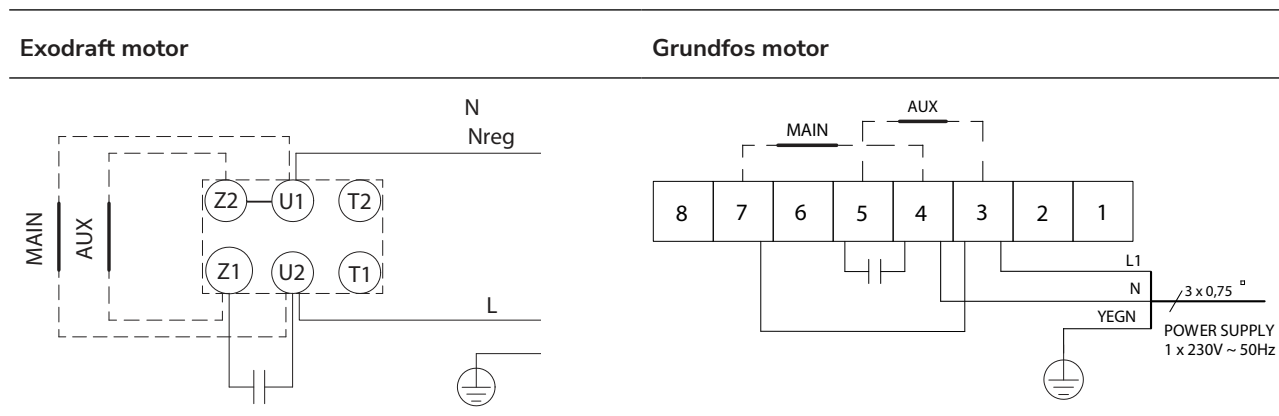 Exodraft motor
Grundfos motor
N
Nreg
MAIN
AUX
Z2
U1
T2
Z1
U2
T1
L
AUX
MAIN
8 7 6 5 4 3 2 1
L1
N
YEGN
3 x 0,75 □
POWER SUPPLY
1 x 230V ~ 50Hz